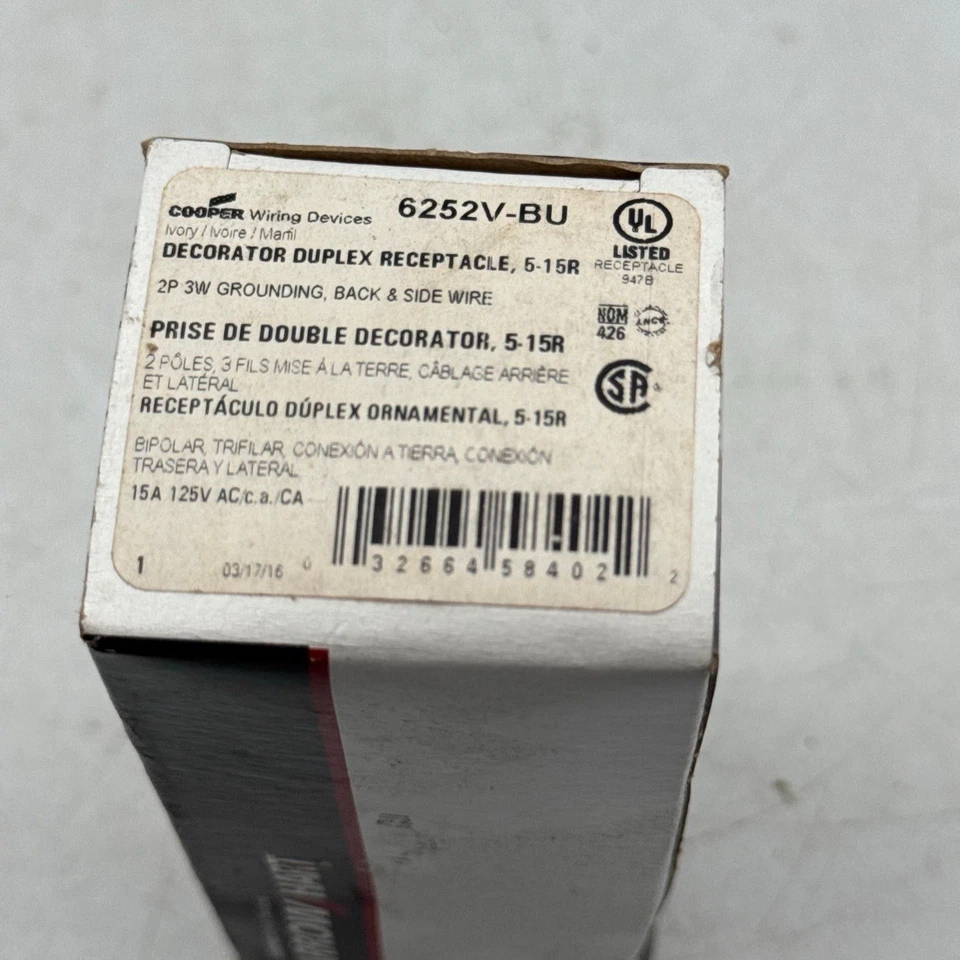 COOPER Wiring Devices 6252V-BU
Ivory / Ivoire / Marfil
DECORATOR DUPLEX RECEPTACLE, 5-15R
2P 3W GROUNDING, BACK & SIDE WIRE
PRISE DE DOUBLE DECORATOR, 5-15R
2 PÔLES, 3 FILS MISE À LA TERRE, CÂBLAGE ARRIÈRE
ET LATÉRAL
RECEPTÁCULO DÚPLEX ORNAMENTAL, 5-15R
BIPOLAR, TRIFILAR, CONEXIÓN A TIERRA, CONEXIÓN
TRASERA Y LATERAL
15A 125V AC/c.a./CA
1
03/17/16
0 32664 58402 2
UL
LISTED
RECEPTACLE
947B
NOM
426
ANCE
SA
HART